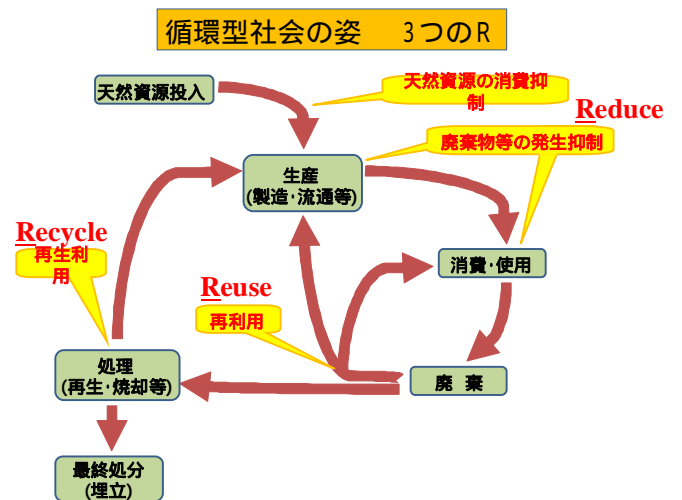 循環型社会の姿　3つのR
天然資源投入
天然資源の消費抑
制
Reduce
廃棄物等の発生抑制
生産
(製造･流通等)
Recycle
再生利
用
消費･使用
Reuse
再利用
処理
(再生･焼却等)
廃 棄
最終処分
(埋立)